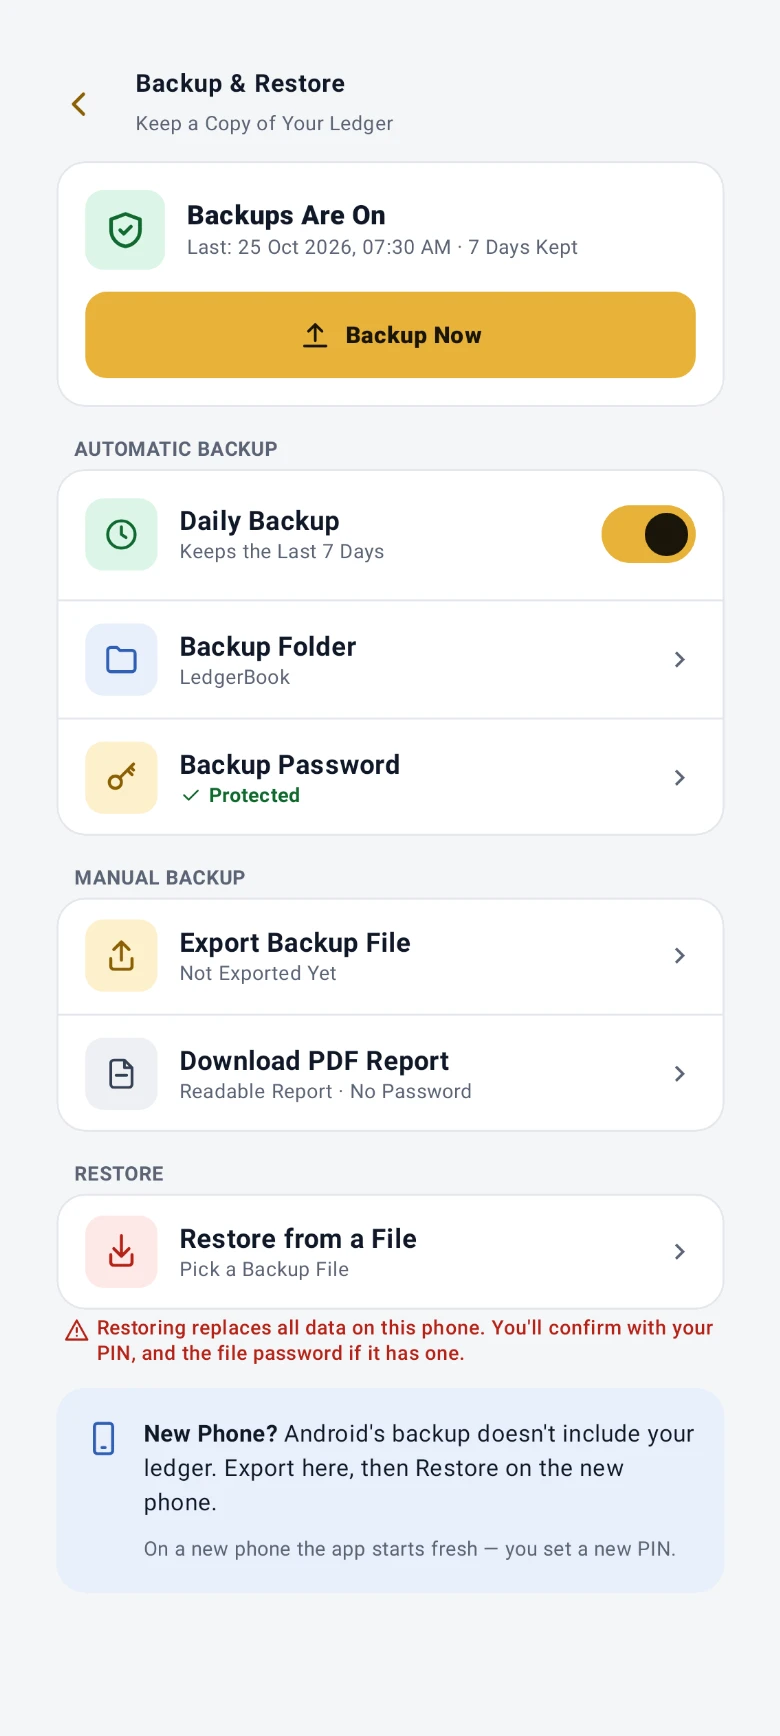 Backup & Restore
Keep a Copy of Your Ledger
Backups Are On
Last: 25 Oct 2026, 07:30 AM · 7 Days Kept
Backup Now
AUTOMATIC BACKUP
Daily Backup
Keeps the Last 7 Days
Backup Folder
LedgerBook
Backup Password
Protected
MANUAL BACKUP
Export Backup File
Not Exported Yet
Download PDF Report
Readable Report · No Password
RESTORE
Restore from a File
Pick a Backup File
Restoring replaces all data on this phone. You'll confirm with your
PIN, and the file password if it has one.
New Phone? Android's backup doesn't include your
ledger. Export here, then Restore on the new
phone.
On a new phone the app starts fresh — you set a new PIN.